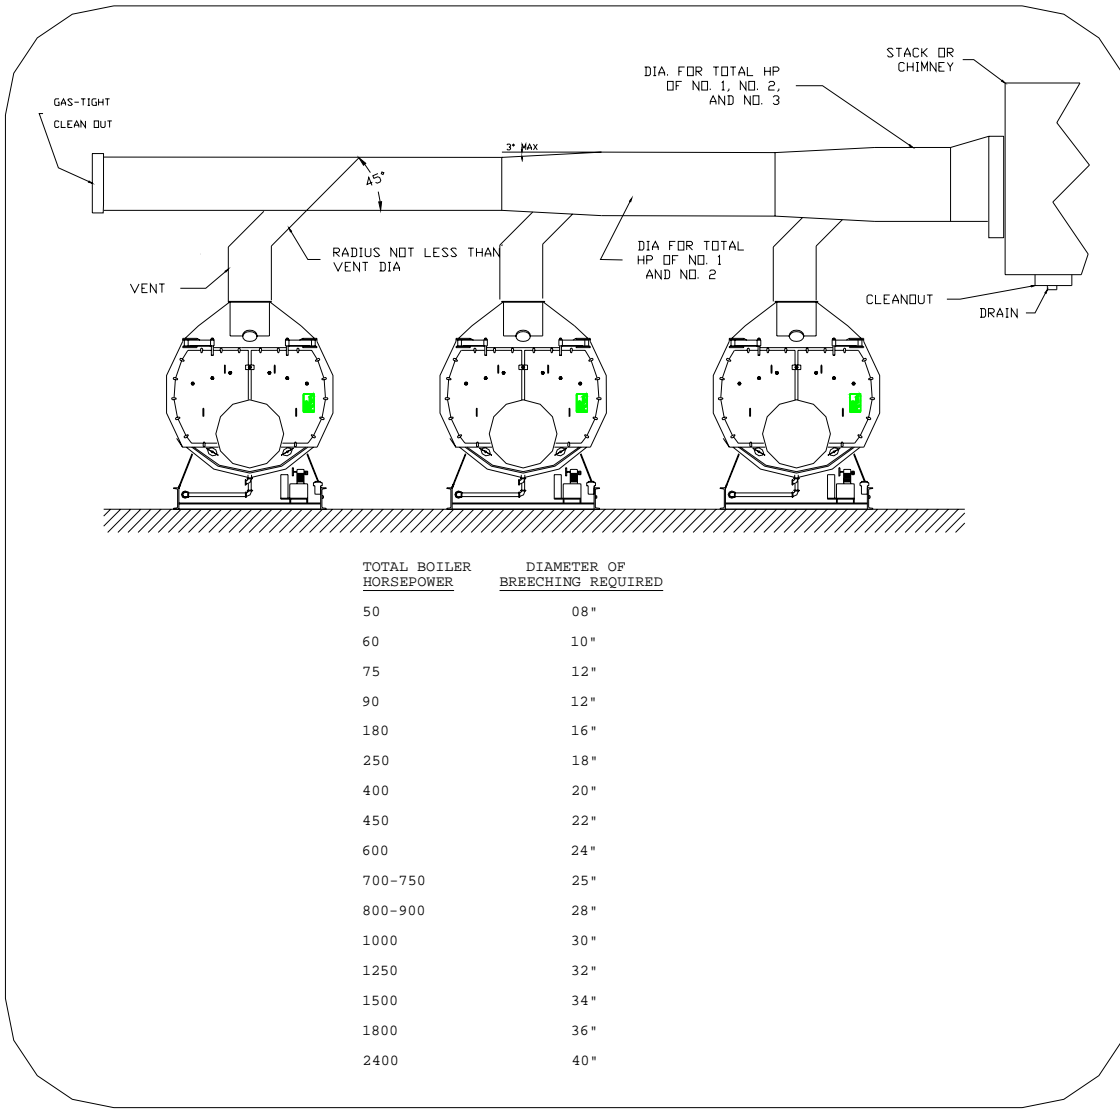 STACK OR
CHIMNEY
DIA. FOR TOTAL HP
OF NO. 1, NO. 2,
AND NO. 3
GAS-TIGHT
CLEAN OUT
3° MAX
45°
RADIUS NOT LESS THAN
VENT DIA
DIA FOR TOTAL
HP OF NO. 1
AND NO. 2
VENT
CLEANOUT
DRAIN
TOTAL BOILER DIAMETER OF
HORSEPOWER BREECHING REQUIRED
50 08"
60 10"
75 12"
90 12"
180 16"
250 18"
400 20"
450 22"
600 24"
700-750 25"
800-900 28"
1000 30"
1250 32"
1500 34"
1800 36"
2400 40"